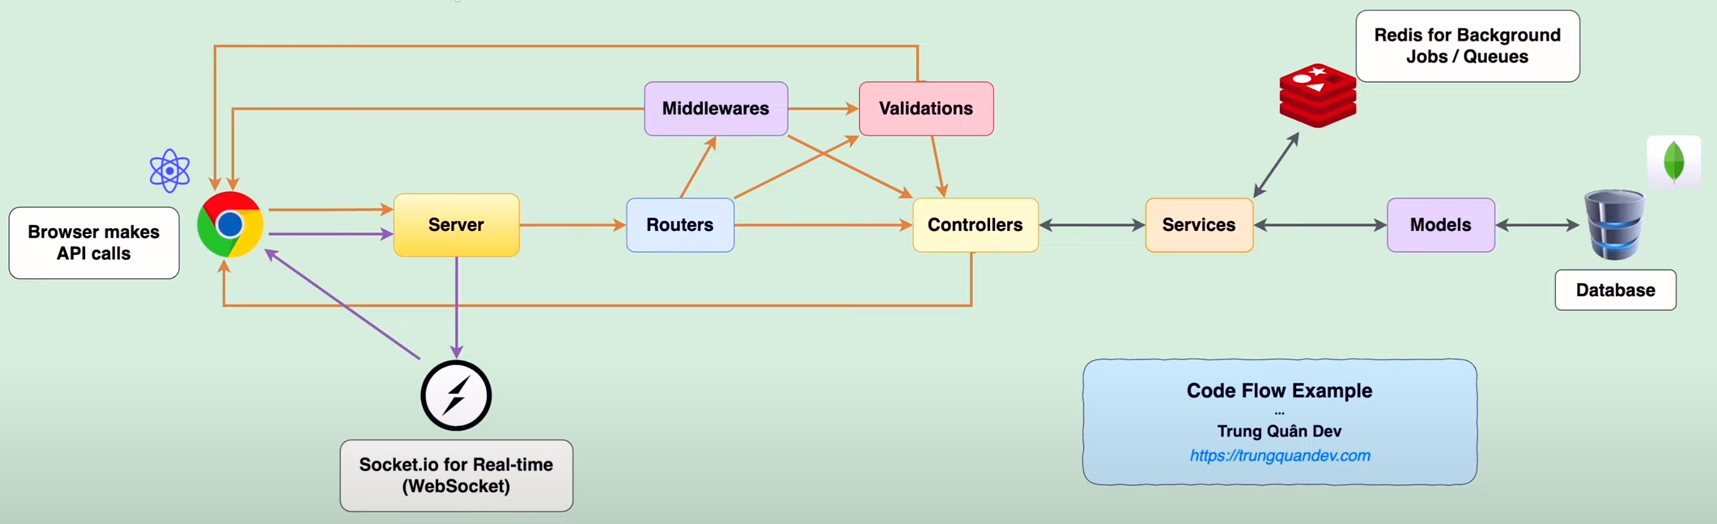 Redis for Background
Jobs / Queues
Middlewares
Validations
Browser makes
API calls
Server
Routers
Controllers
Services
Models
Database
Socket.io for Real-time
(WebSocket)
Code Flow Example
...
Trung Quân Dev
https://trungquandev.com